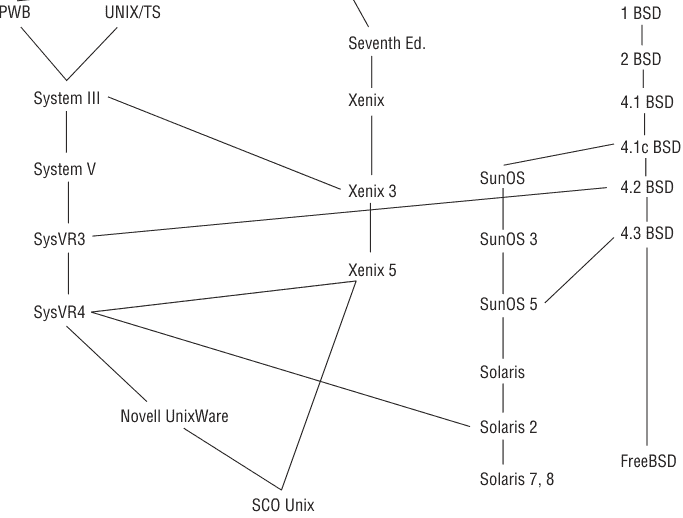 PWB
UNIX/TS
1 BSD
Seventh Ed.
2 BSD
System III
Xenix
4.1 BSD
4.1c BSD
System V
SunOS
Xenix 3
4.2 BSD
SysVR3
SunOS 3
4.3 BSD
Xenix 5
SysVR4
SunOS 5
Solaris
Novell UnixWare
Solaris 2
FreeBSD
Solaris 7, 8
SCO Unix